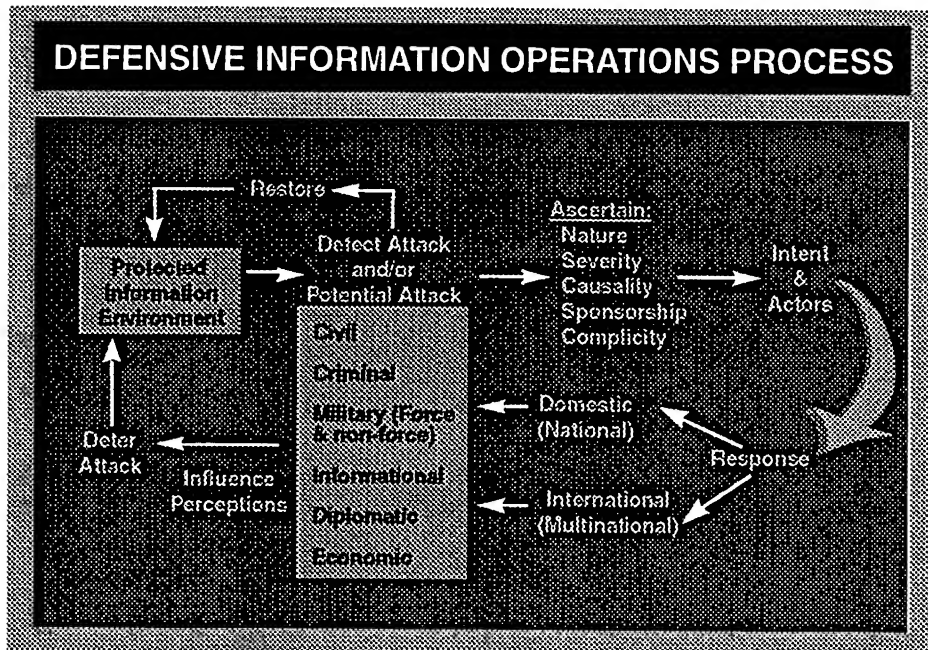 DEFENSIVE INFORMATION OPERATIONS PROCESS
Restore
Protected
Information
Environment
Detect Attack
and/or
Potential Attack
Ascertain:
Nature
Severity
Causality
Sponsorship
Complicity
Intent
&
Actors
Civil
Criminal
Military (Force
& non-force)
Informational
Diplomatic
Economic
Domestic
(National)
Response
International
(Multinational)
Deter
Attack
Influence
Perceptions